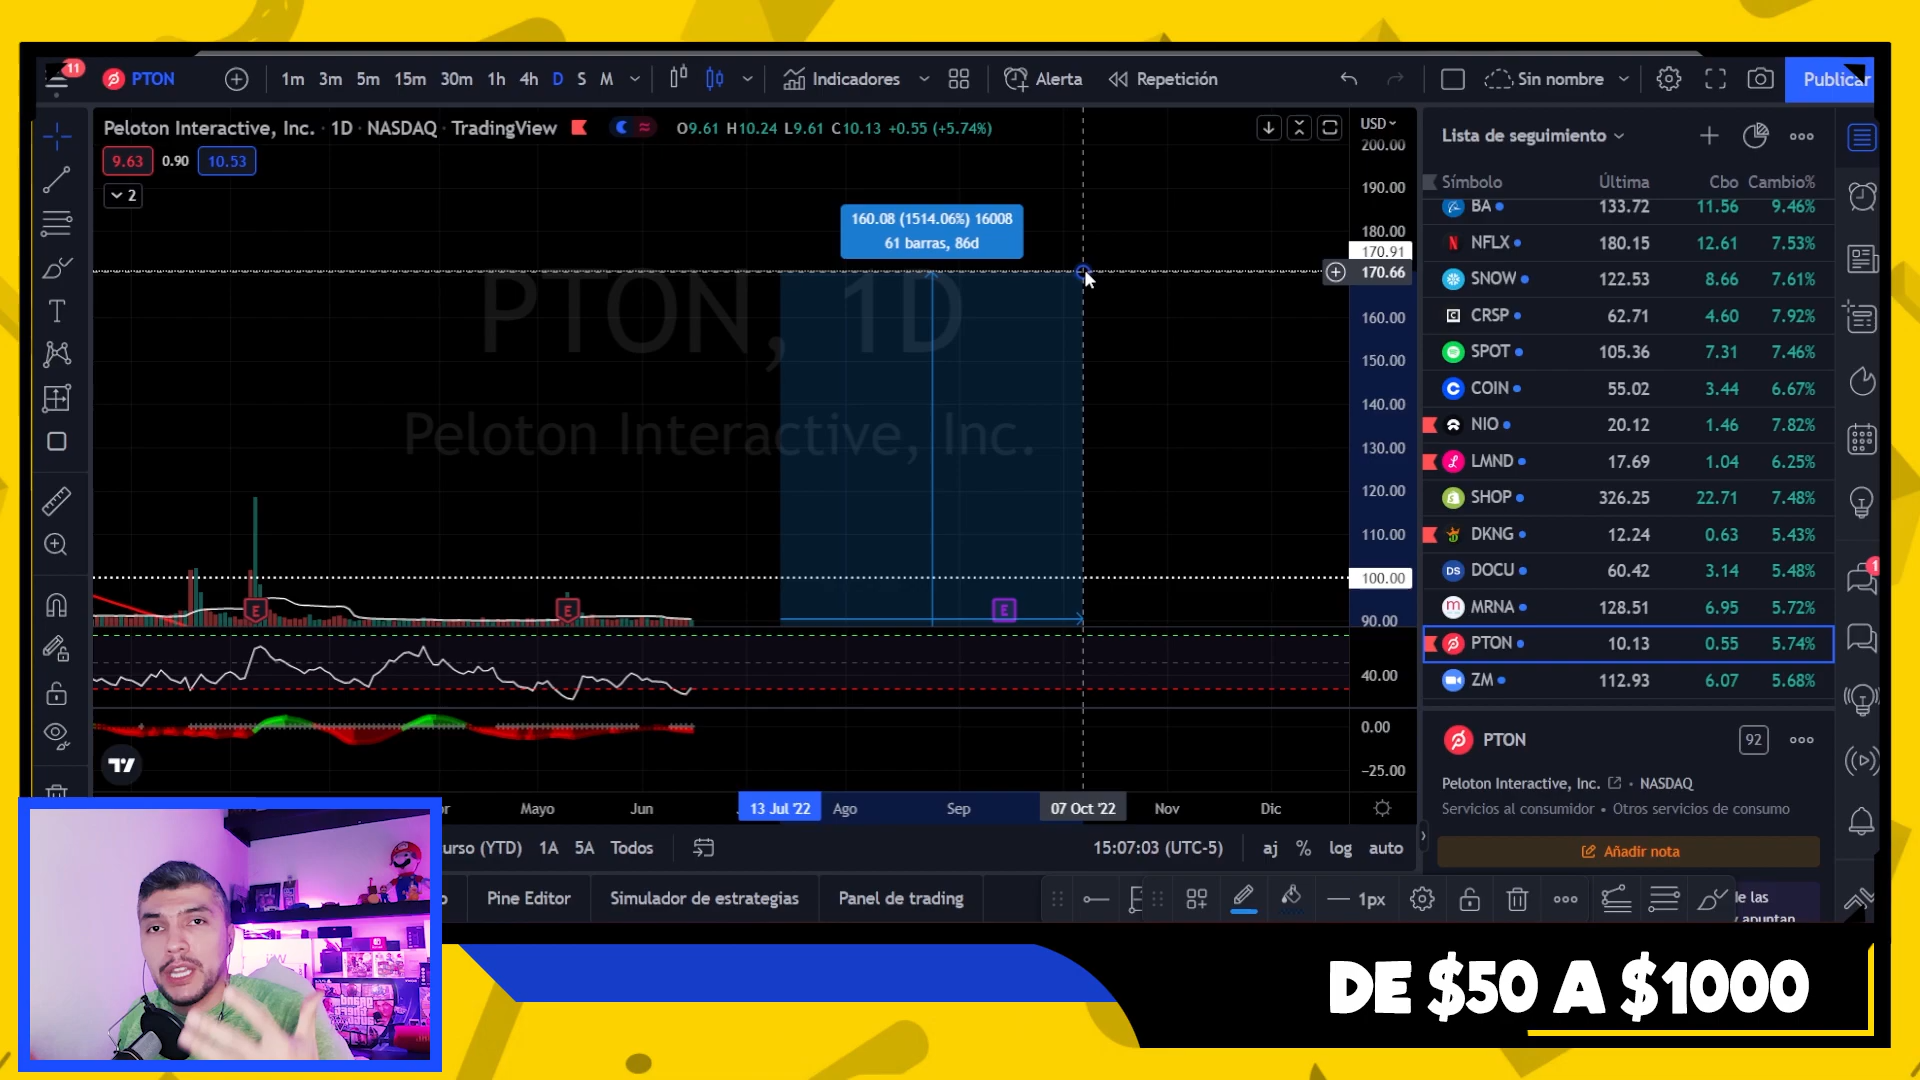 11
PTON
1m 3m 5m 15m 30m 1h 4h D S M
Indicadores
Alerta
Repetición
Sin nombre
Publicar
Peloton Interactive, Inc. · 1D · NASDAQ · TradingView
O9.61 H10.24 L9.61 C10.13 +0.55 (+5.74%)
9.63 0.90 10.53
2
PTON, 1D
Peloton Interactive, Inc.
160.08 (1514.06%) 16008
61 barras, 86d
E
E
E
USD
200.00
190.00
180.00
170.91
170.66
160.00
150.00
140.00
130.00
120.00
110.00
100.00
90.00
40.00
0.00
−25.00
Mayo Jun 13 Jul '22 Ago Sep 07 Oct '22 Nov Dic
urso (YTD) 1A 5A Todos
15:07:03 (UTC-5) aj % log auto
Pine Editor Simulador de estrategias Panel de trading
1px
Lista de seguimiento
Símbolo Última Cbo Cambio%
BA 133.72 11.56 9.46%
NFLX 180.15 12.61 7.53%
SNOW 122.53 8.66 7.61%
CRSP 62.71 4.60 7.92%
SPOT 105.36 7.31 7.46%
COIN 55.02 3.44 6.67%
NIO 20.12 1.46 7.82%
LMND 17.69 1.04 6.25%
SHOP 326.25 22.71 7.48%
DKNG 12.24 0.63 5.43%
DS DOCU 60.42 3.14 5.48%
MRNA 128.51 6.95 5.72%
PTON 10.13 0.55 5.74%
ZM 112.93 6.07 5.68%
PTON 92
Peloton Interactive, Inc. · NASDAQ
Servicios al consumidor • Otros servicios de consumo
Añadir nota
de las
apuntan
1
DE $50 A $1000